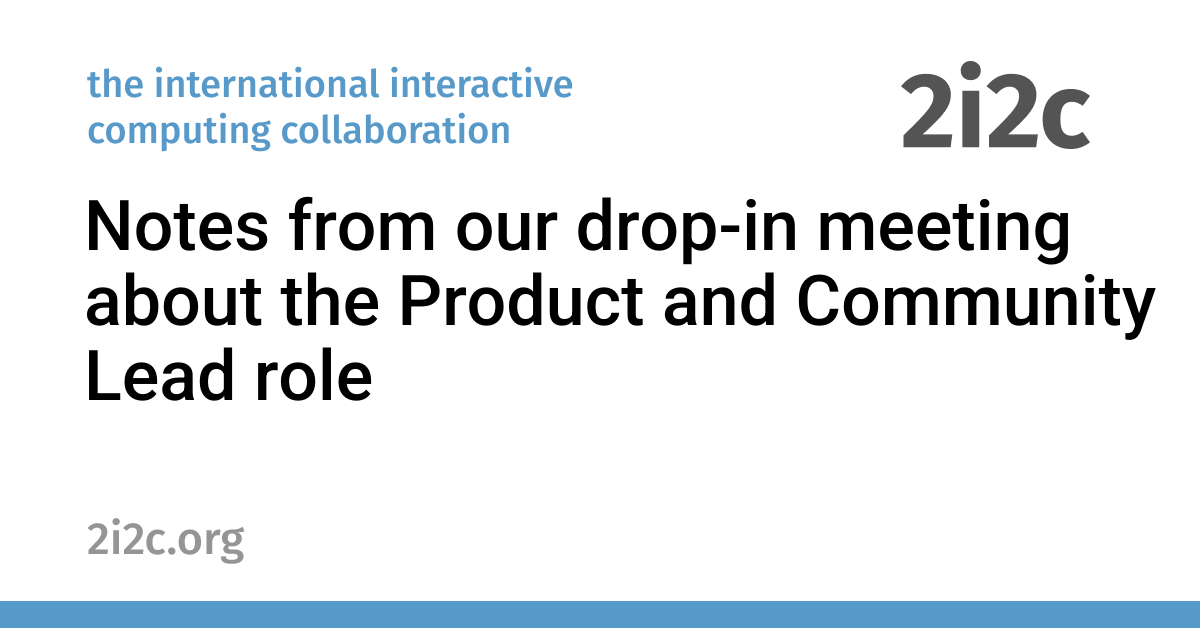 the international interactive
computing collaboration
2i2c
Notes from our drop-in meeting
about the Product and Community
Lead role
2i2c.org